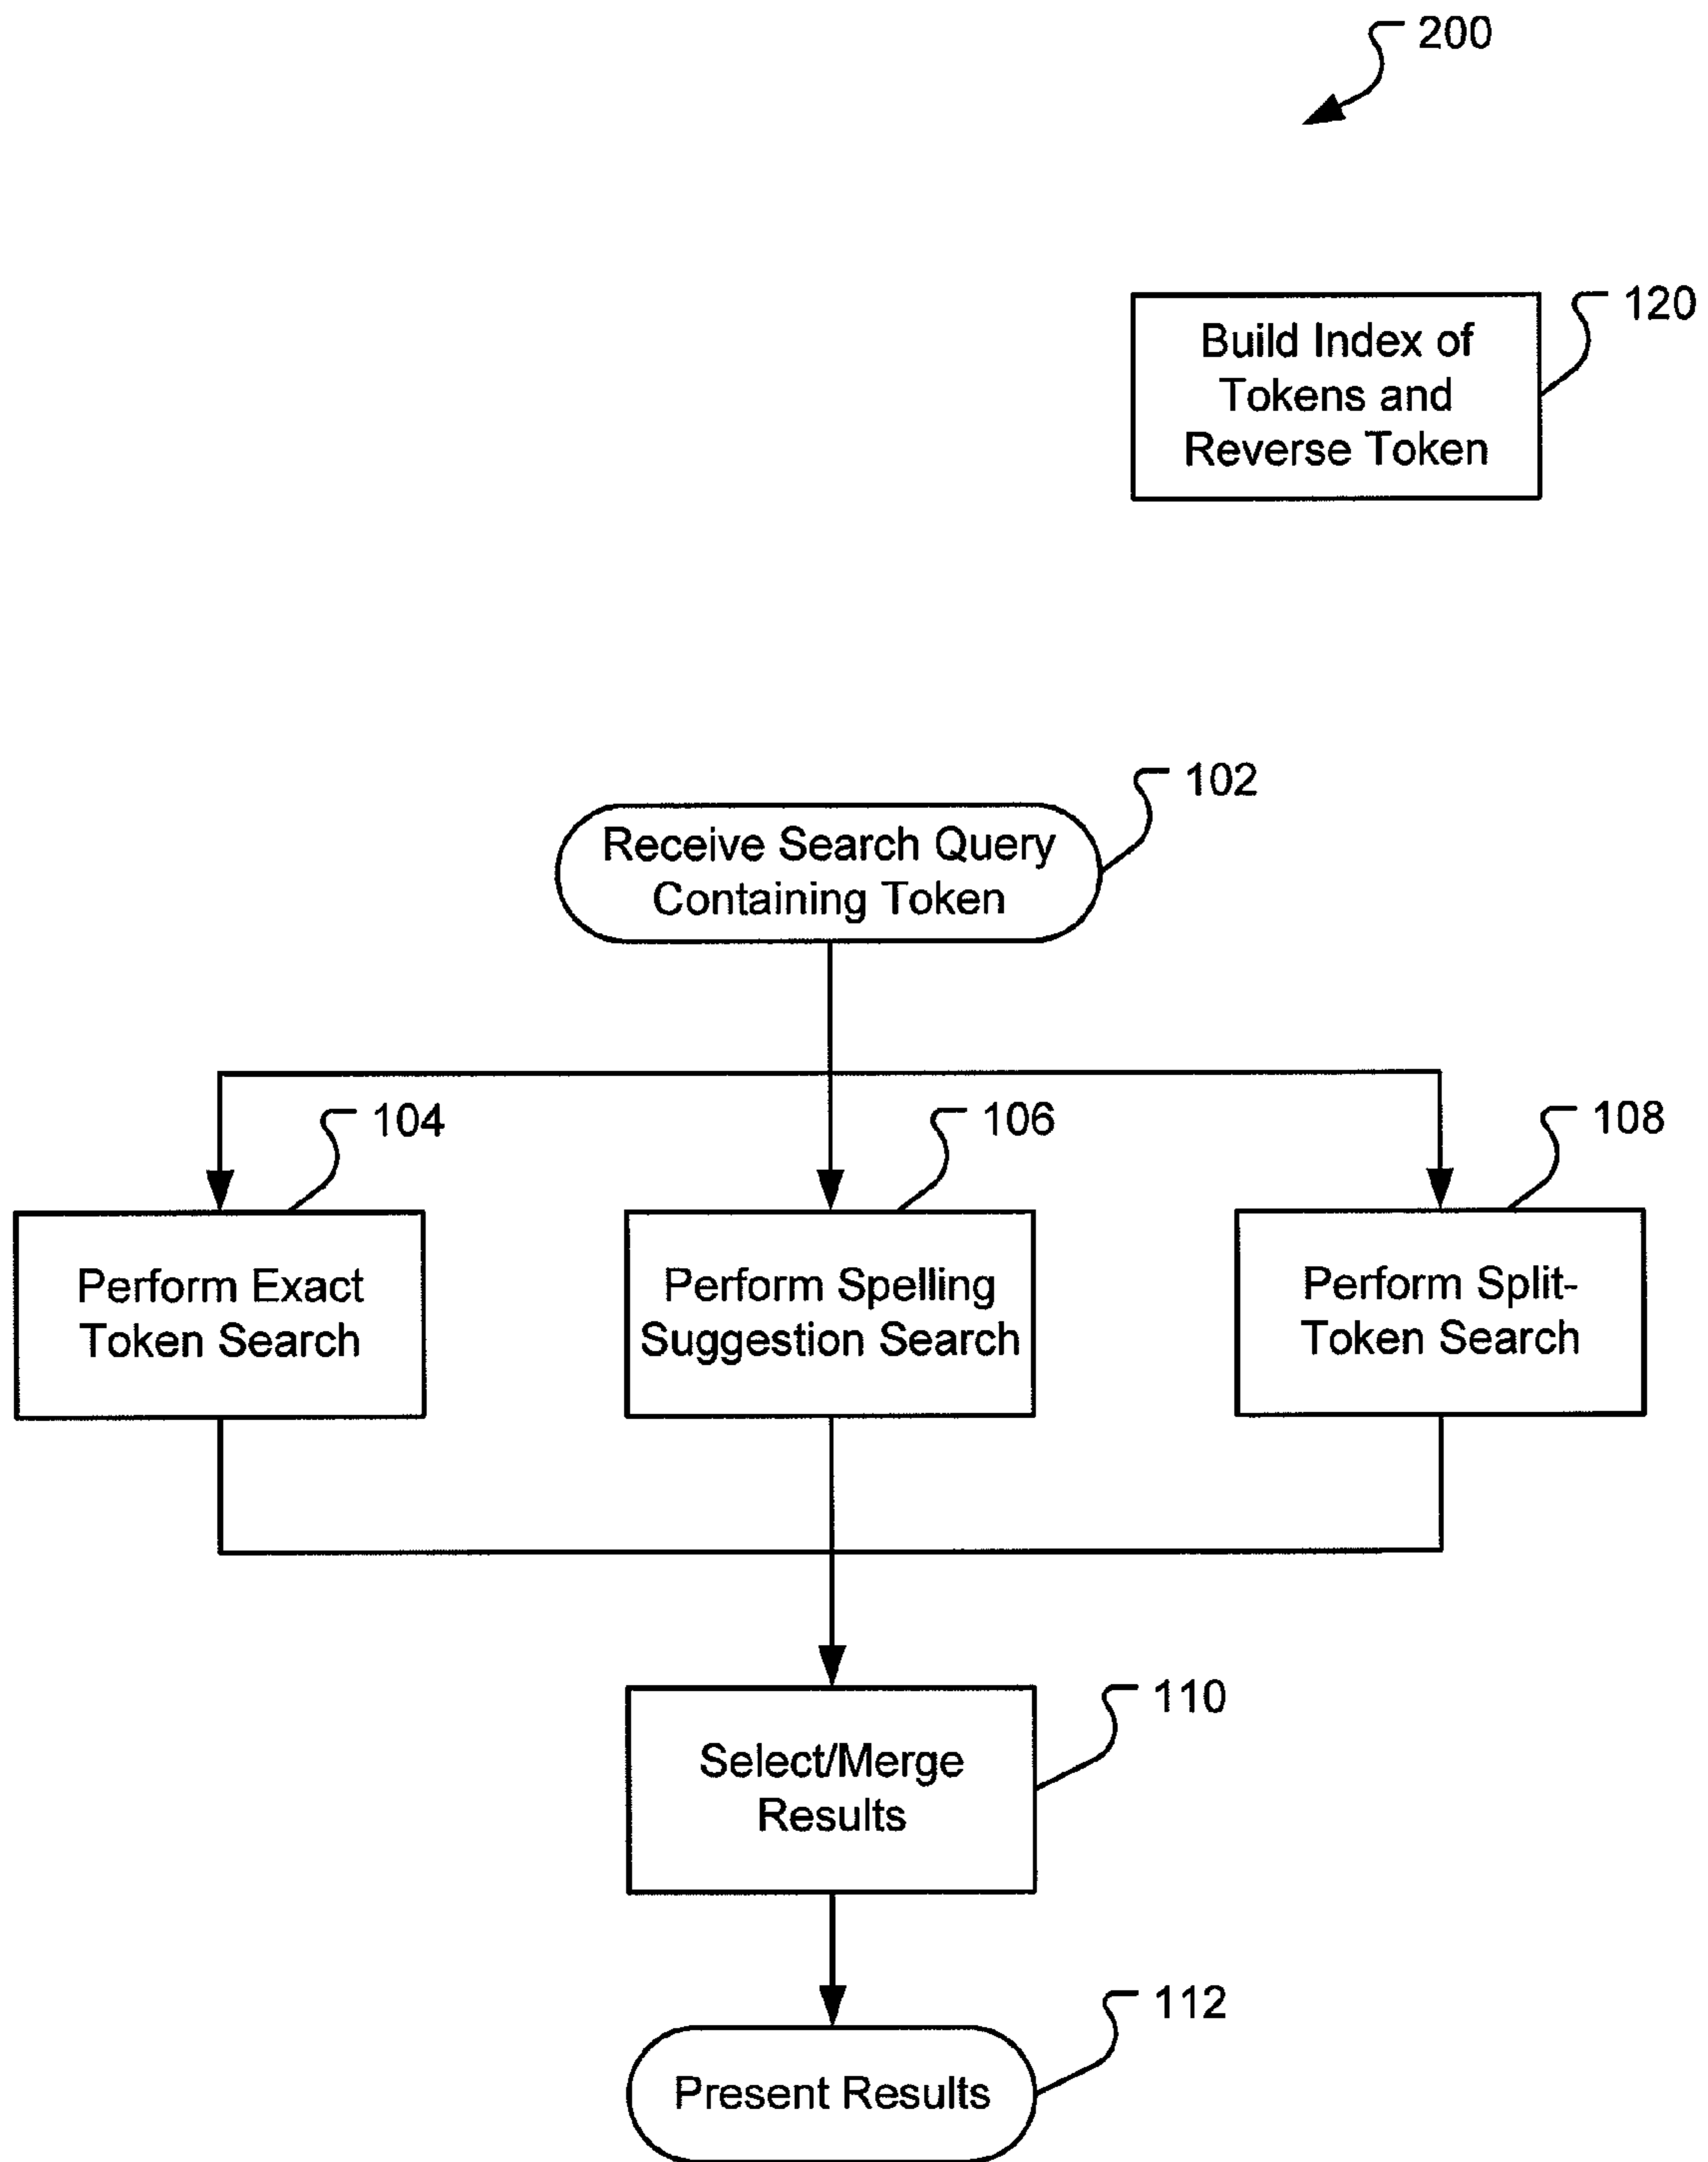 200
120
Build Index of
Tokens and
Reverse Token
102
Receive Search Query
Containing Token
104
106
108
Perform Exact
Token Search
Perform Spelling
Suggestion Search
Perform Split-
Token Search
110
Select/Merge
Results
112
Present Results